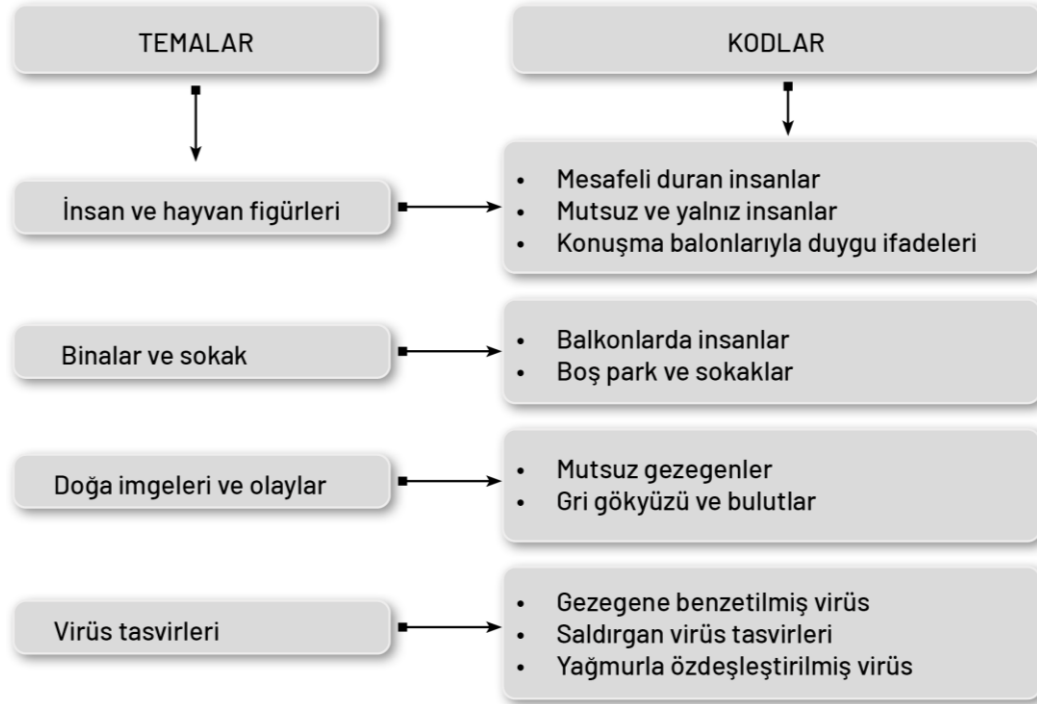 TEMALAR
KODLAR
İnsan ve hayvan figürleri
• Mesafeli duran insanlar
• Mutsuz ve yalnız insanlar
• Konuşma balonlarıyla duygu ifadeleri
Binalar ve sokak
• Balkonlarda insanlar
• Boş park ve sokaklar
Doğa imgeleri ve olaylar
• Mutsuz gezegenler
• Gri gökyüzü ve bulutlar
Virüs tasvirleri
• Gezegene benzetilmiş virüs
• Saldırgan virüs tasvirleri
• Yağmurla özdeşleştirilmiş virüs